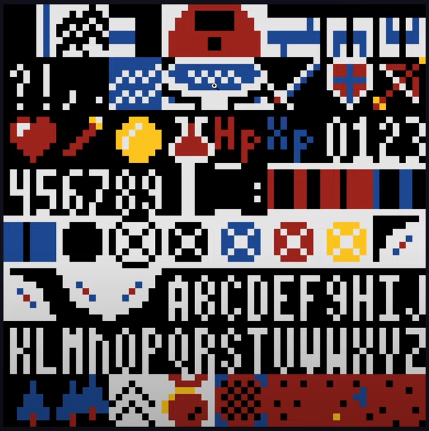 ? ! , .
Hp Xp 0123
456789 :
ABCDEFGHIJ
KLMNOPQRSTUVWXYZ